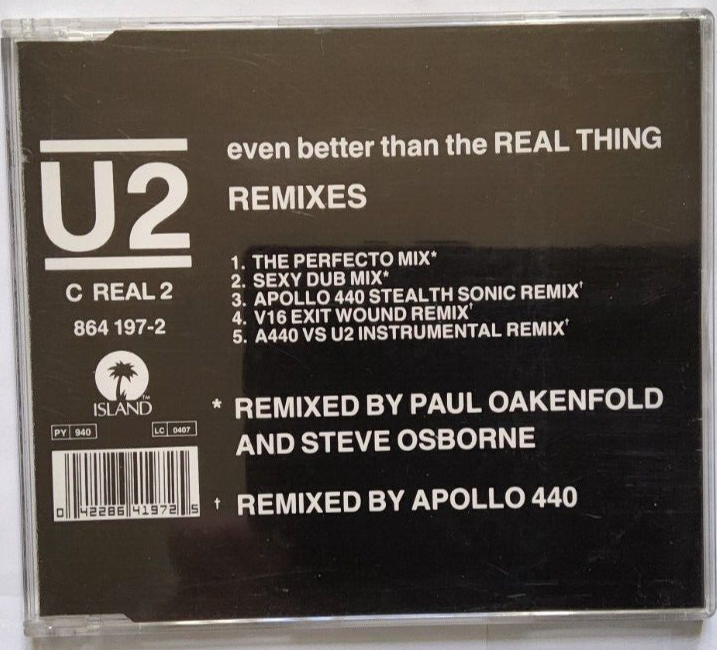 U2
C REAL 2
864 197-2
™
ISLAND
PY 940
LC 0407
0 42286 41972 5
even better than the REAL THING
REMIXES
1. THE PERFECTO MIX*
2. SEXY DUB MIX*
3. APOLLO 440 STEALTH SONIC REMIX†
4. V16 EXIT WOUND REMIX†
5. A440 VS U2 INSTRUMENTAL REMIX†
* REMIXED BY PAUL OAKENFOLD
AND STEVE OSBORNE
† REMIXED BY APOLLO 440